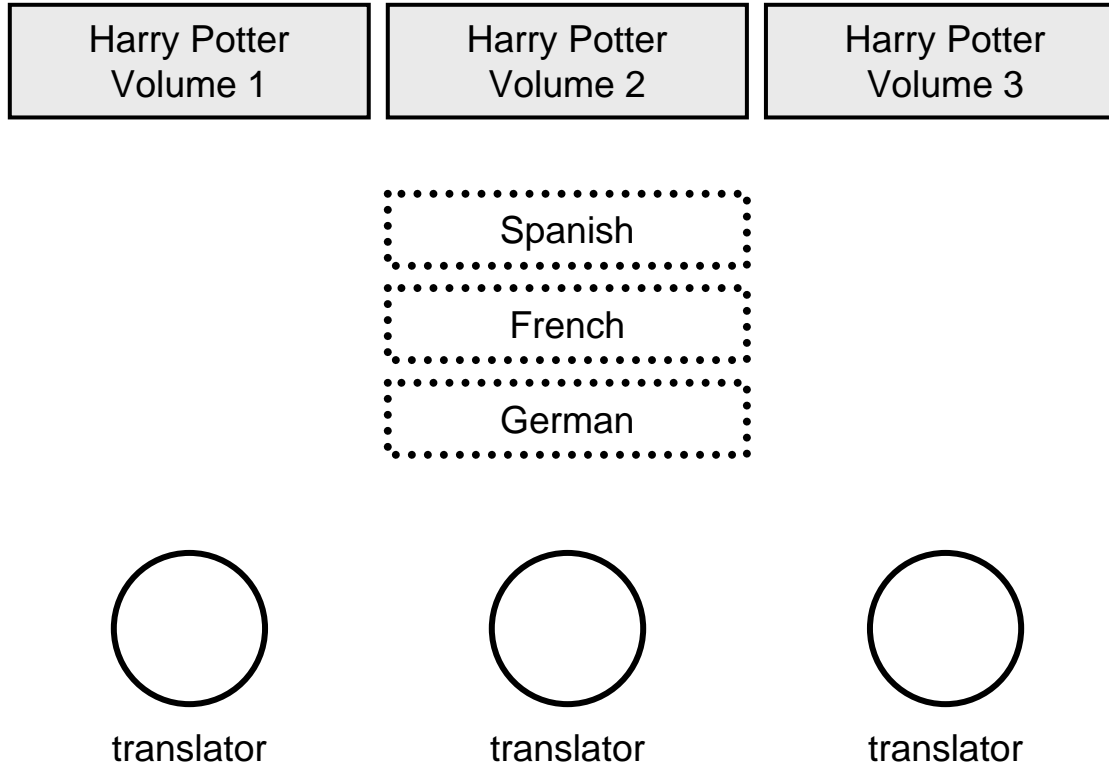 Harry Potter
Volume 1
Harry Potter
Volume 2
Harry Potter
Volume 3
Spanish
French
German
translator
translator
translator